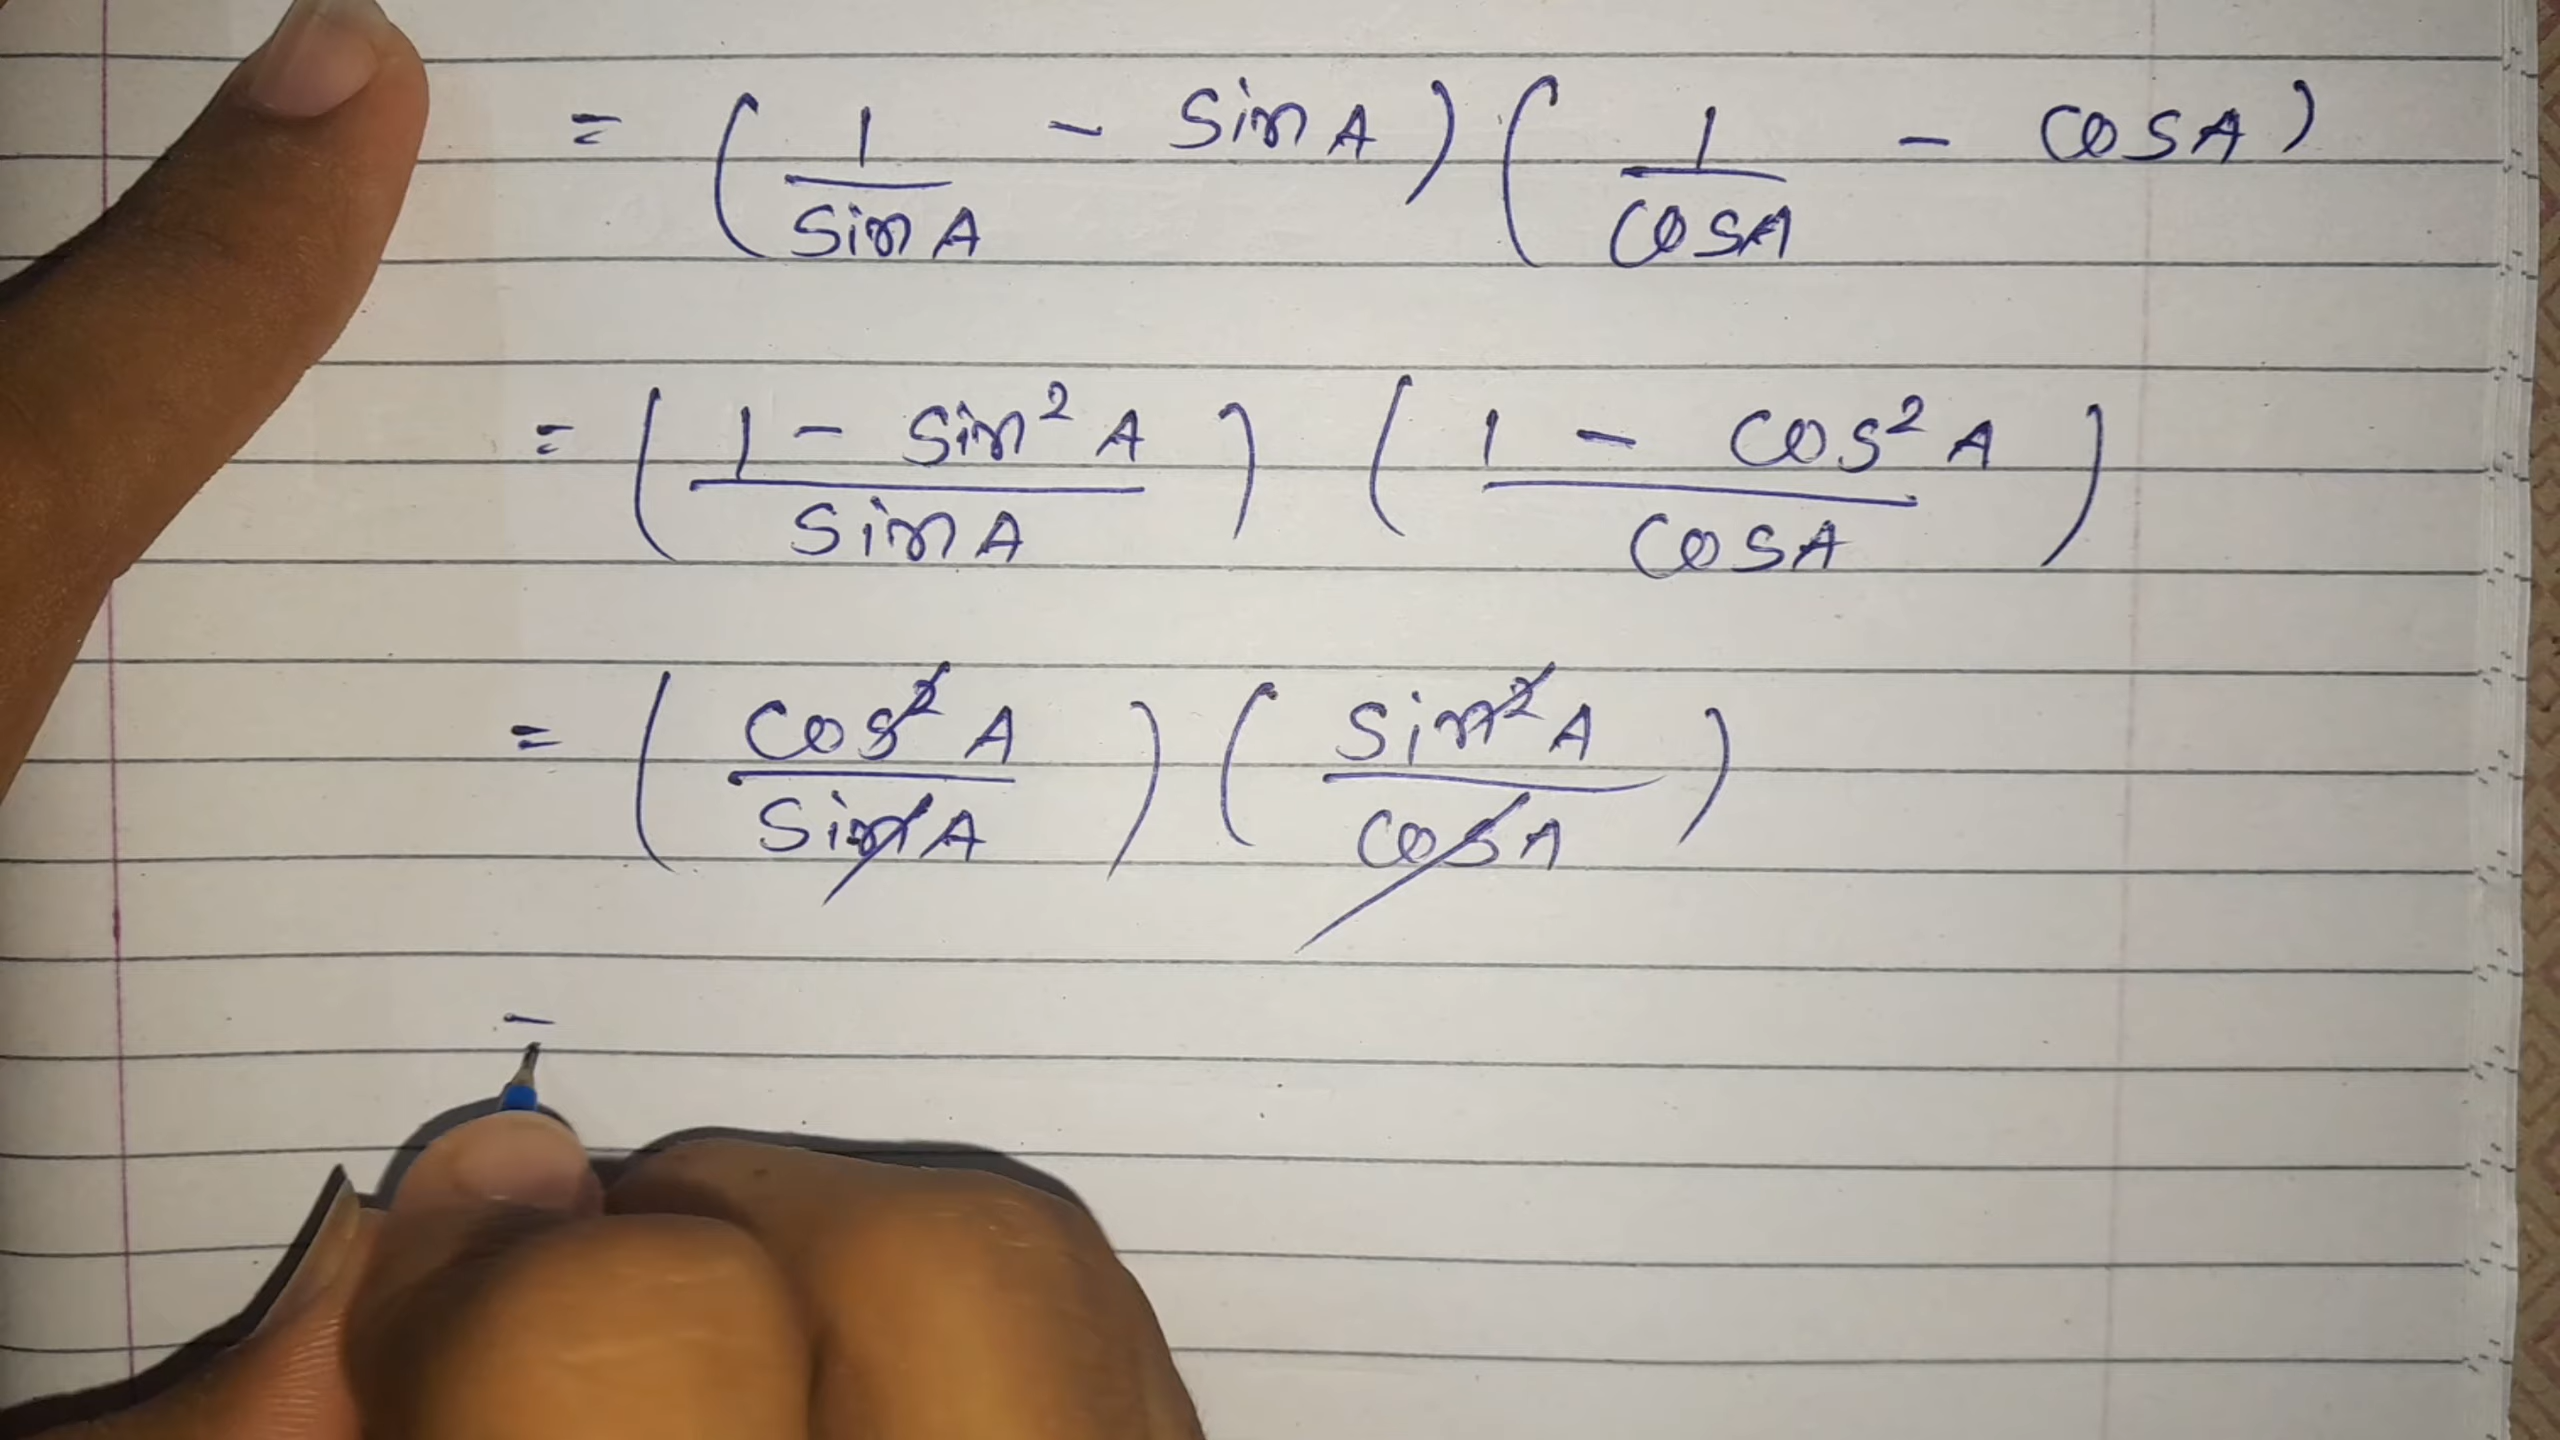 = (1/SinA - SinA) (1/CosA - CosA)
= (1 - Sin²A / SinA) (1 - Cos²A / CosA)
= (Cos²A / SinA) (Sin²A / CosA)
-